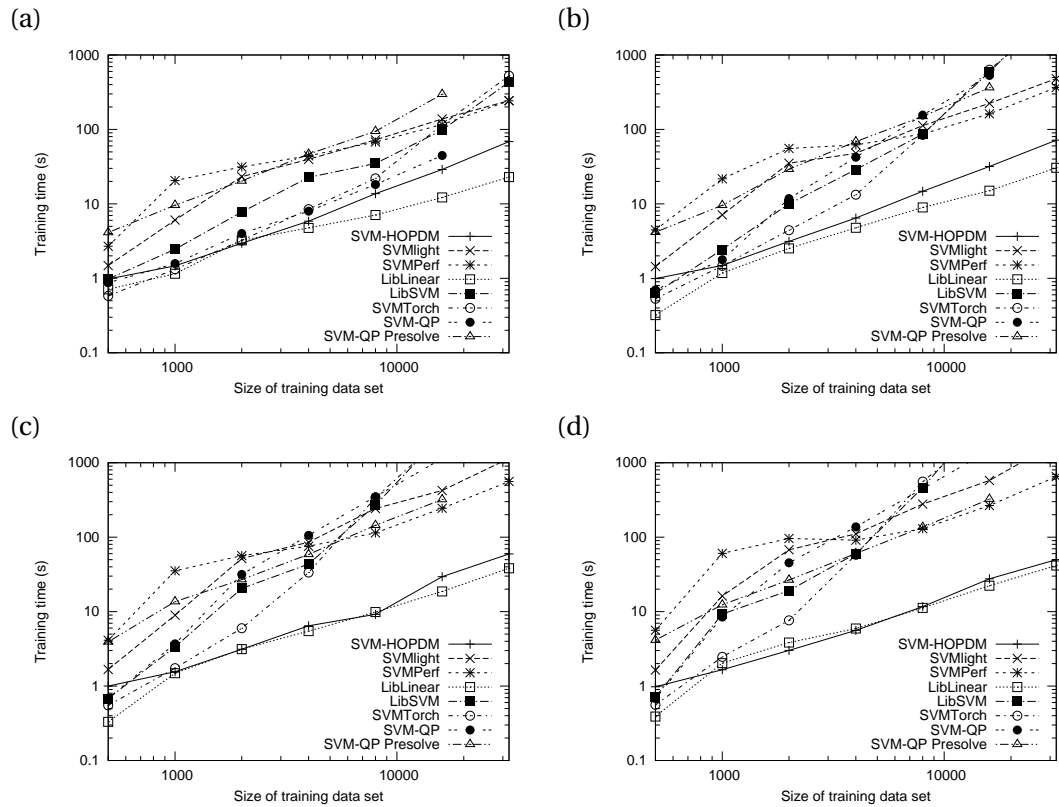 (a)
1000
100
10
1
0.1
Training time (s)
1000
10000
Size of training data set
SVM-HOPDM
SVMlight
SVMPerf
LibLinear
LibSVM
SVMTorch
SVM-QP
SVM-QP Presolve
(b)
1000
100
10
1
0.1
Training time (s)
1000
10000
Size of training data set
SVM-HOPDM
SVMlight
SVMPerf
LibLinear
LibSVM
SVMTorch
SVM-QP
SVM-QP Presolve
(c)
1000
100
10
1
0.1
Training time (s)
1000
10000
Size of training data set
SVM-HOPDM
SVMlight
SVMPerf
LibLinear
LibSVM
SVMTorch
SVM-QP
SVM-QP Presolve
(d)
1000
100
10
1
0.1
Training time (s)
1000
10000
Size of training data set
SVM-HOPDM
SVMlight
SVMPerf
LibLinear
LibSVM
SVMTorch
SVM-QP
SVM-QP Presolve